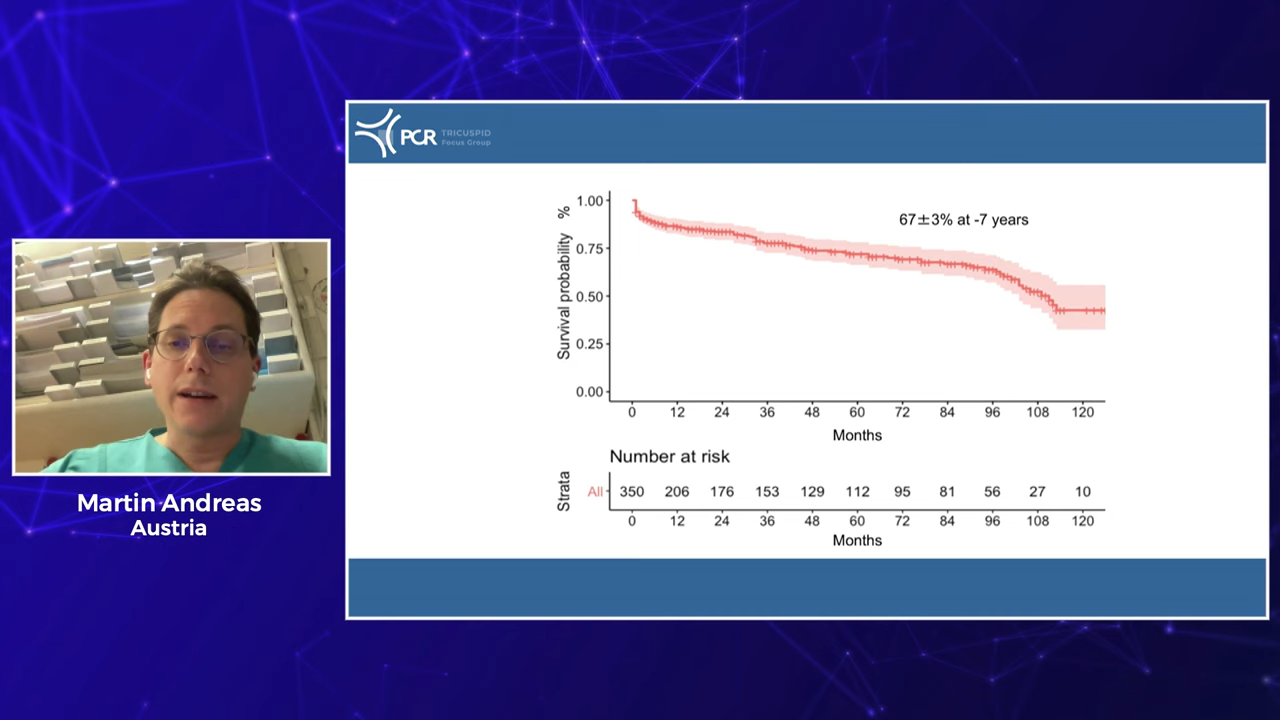 PCR TRICUSPID
Focus Group
67±3% at -7 years
Survival probability %
1.00
0.75
0.50
0.25
0.00
0 12 24 36 48 60 72 84 96 108 120
Months
Number at risk
Strata
All 350 206 176 153 129 112 95 81 56 27 10
0 12 24 36 48 60 72 84 96 108 120
Months
Martin Andreas
Austria